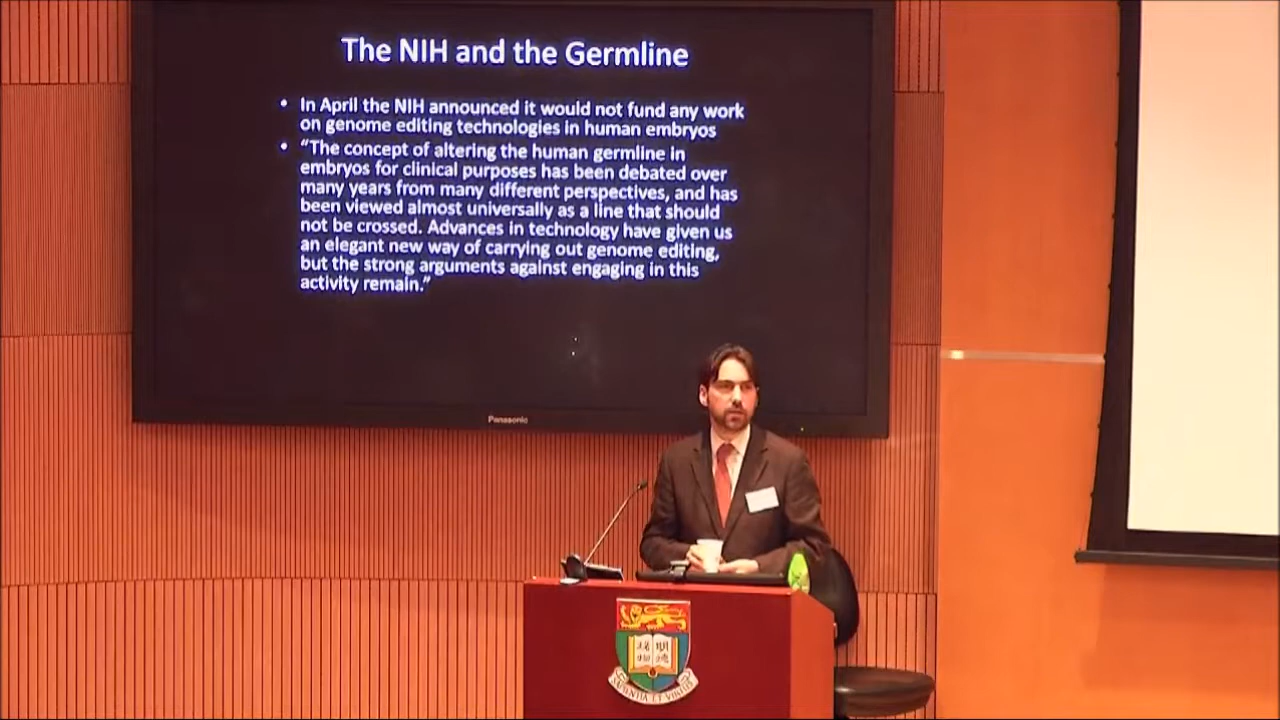 The NIH and the Germline
• In April the NIH announced it would not fund any work
on genome editing technologies in human embryos
• “The concept of altering the human germline in
embryos for clinical purposes has been debated over
many years from many different perspectives, and has
been viewed almost universally as a line that should
not be crossed. Advances in technology have given us
an elegant new way of carrying out genome editing,
but the strong arguments against engaging in this
activity remain.”
Panasonic
SAPIENTIA ET VIRTUS